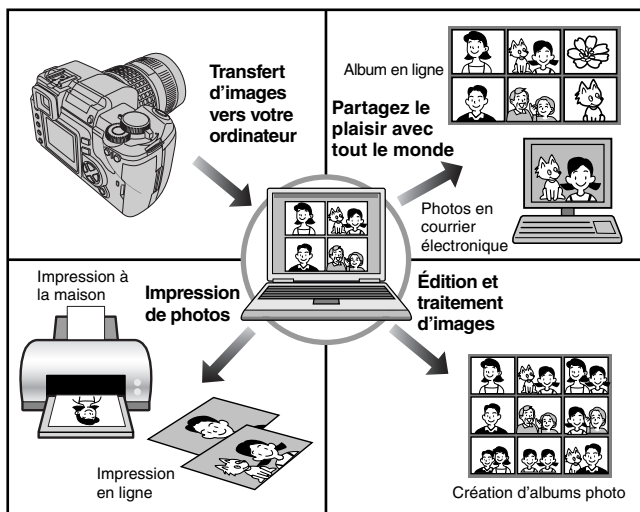 Transfert
d'images
vers votre
ordinateur
Album en ligne
Partagez le
plaisir avec
tout le monde
Photos en
courrier
électronique
Impression à
la maison
Impression
de photos
Impression
en ligne
Édition et
traitement
d'images
Création d'albums photo